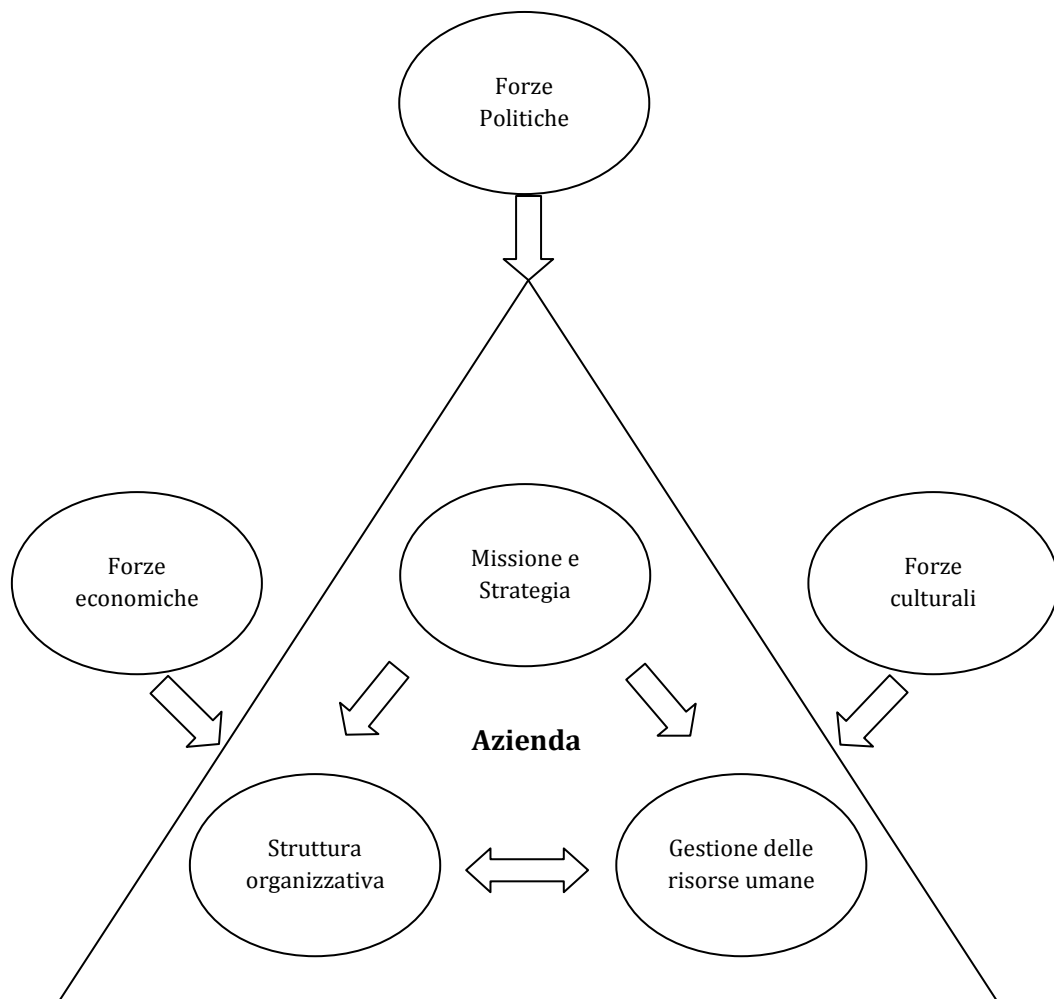 Forze
Politiche
Forze
economiche
Missione e
Strategia
Forze
culturali
Azienda
Struttura
organizzativa
Gestione delle
risorse umane